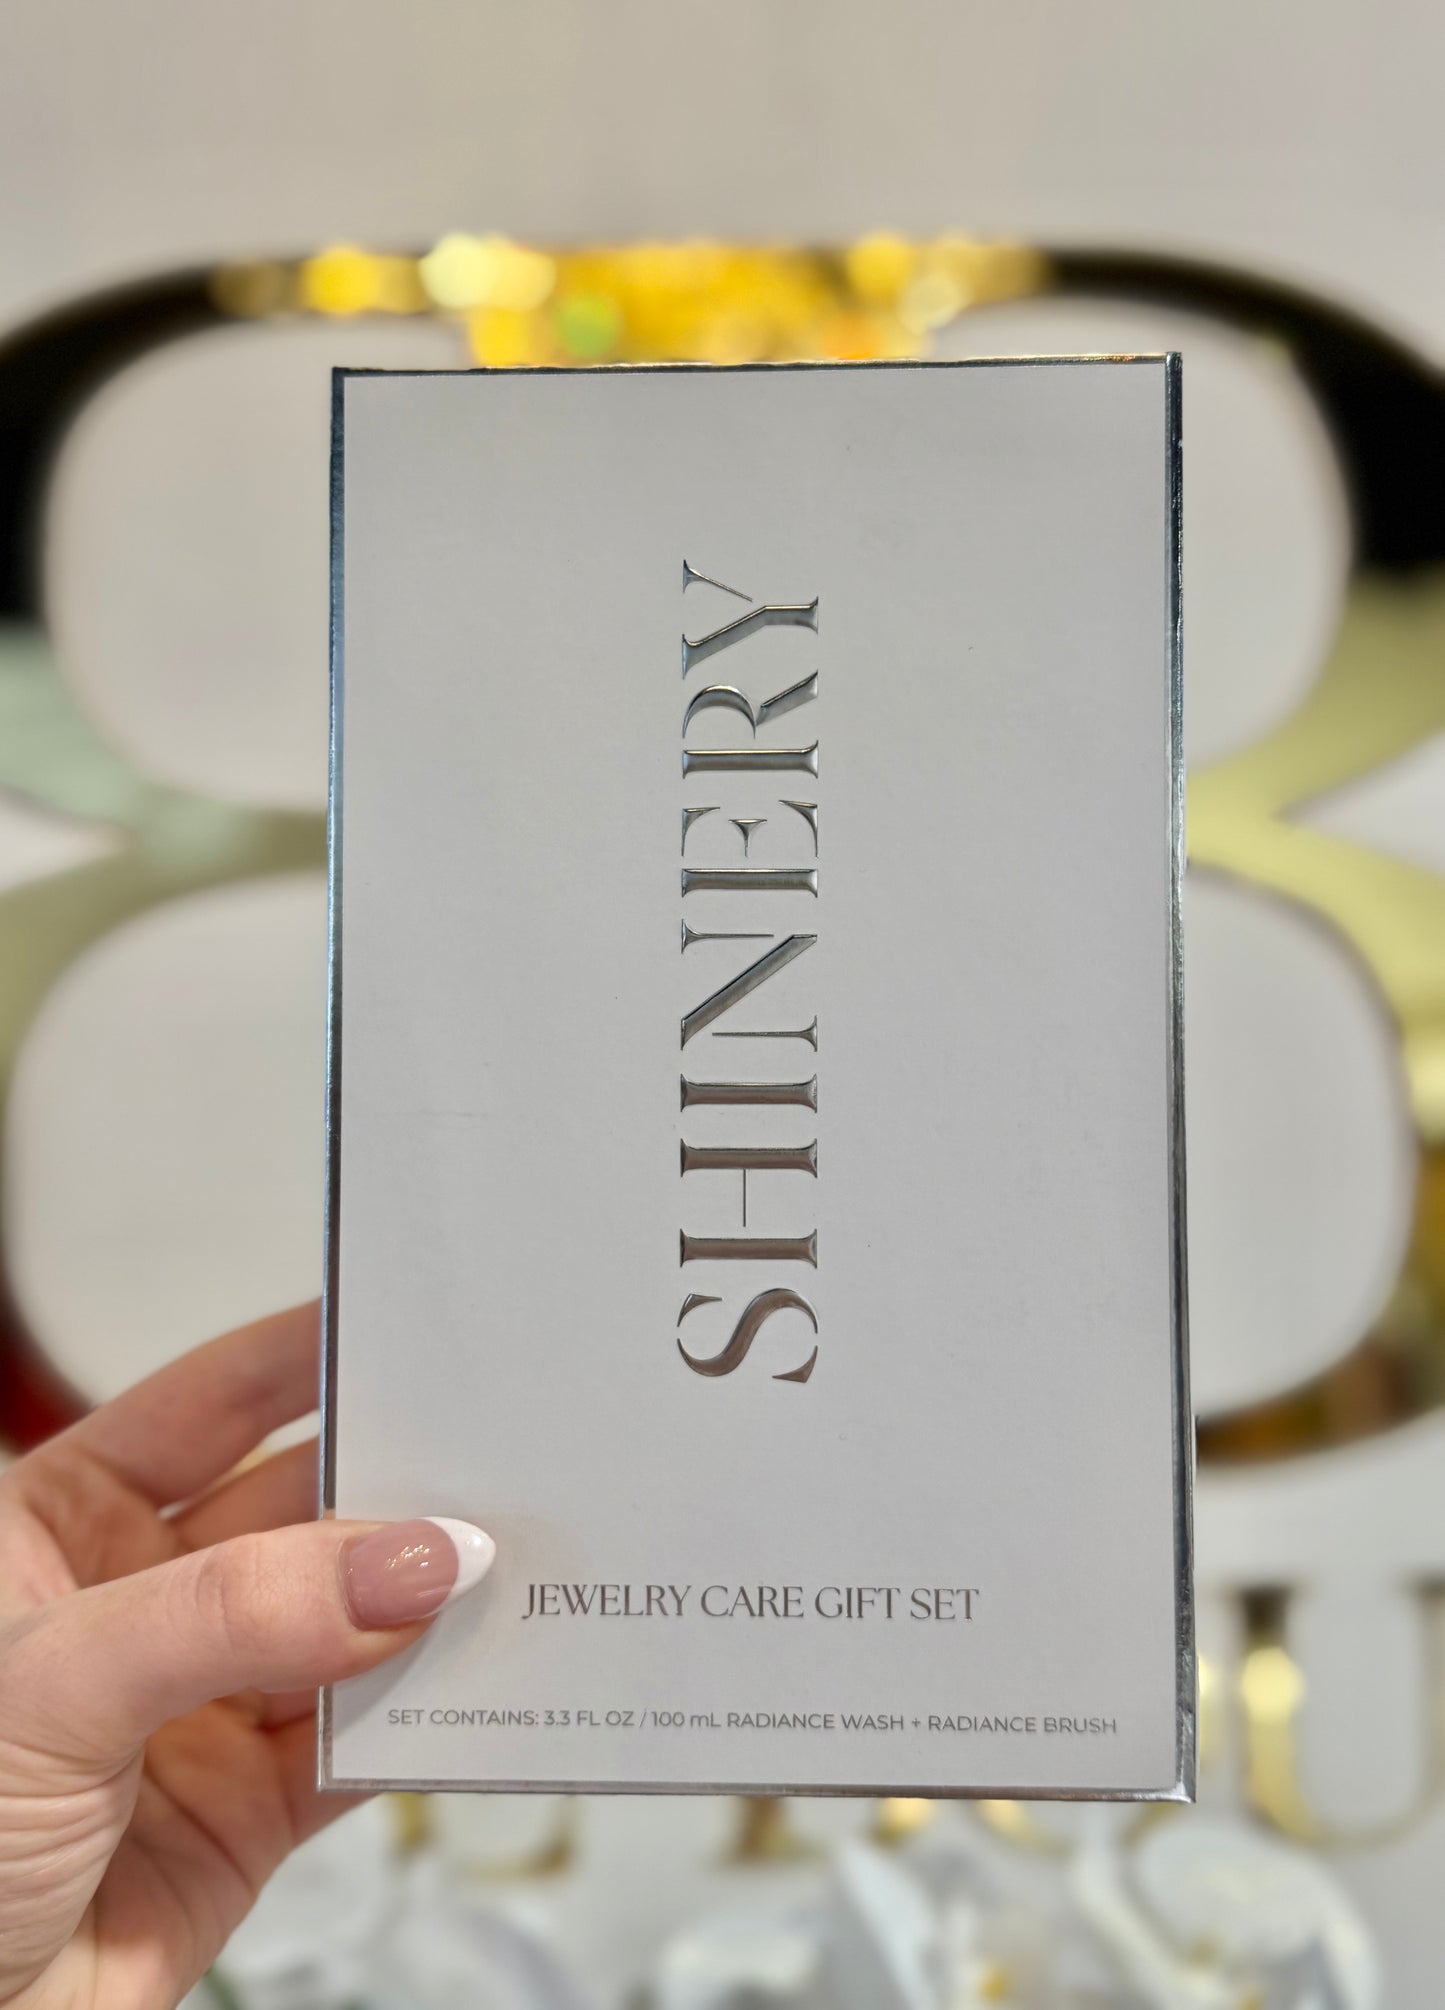 SHINERY
JEWELRY CARE GIFT SET
SET CONTAINS: 3.3 FL OZ / 100 mL RADIANCE WASH + RADIANCE BRUSH